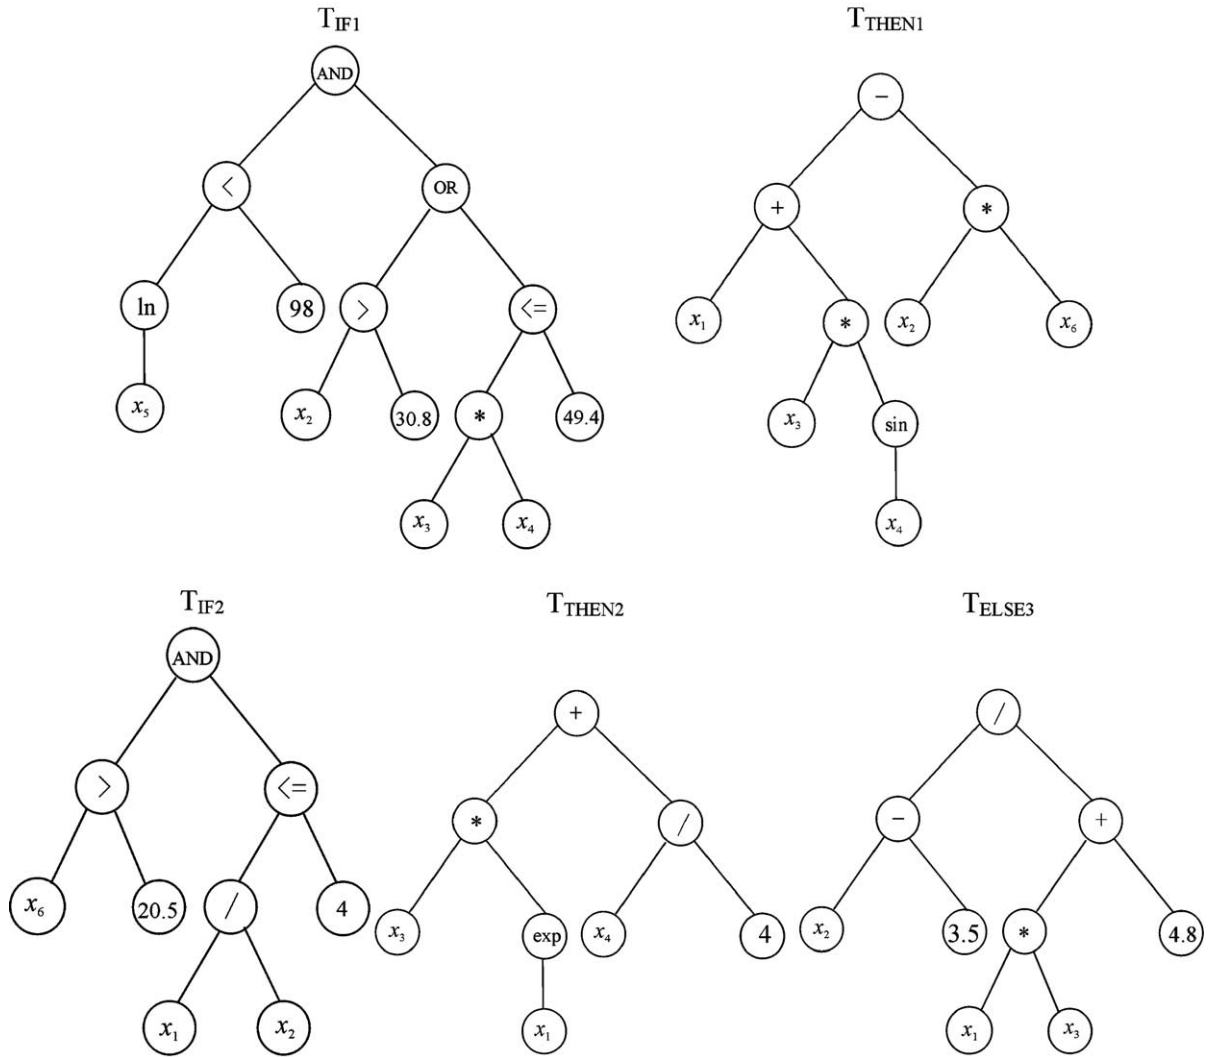 T_IF1 T_THEN1
AND
−
< OR
+ *
ln 98 > <=
x₁ * x₂ x₆
x₅ x₂ 30.8 * 49.4
x₃ sin
x₃ x₄
x₄
T_IF2 T_THEN2 T_ELSE3
AND
+ /
> <=
* / − +
x₆ 20.5 / 4
x₃ exp x₄ 4 x₂ 3.5 * 4.8
x₁ x₂
x₁ x₁ x₃